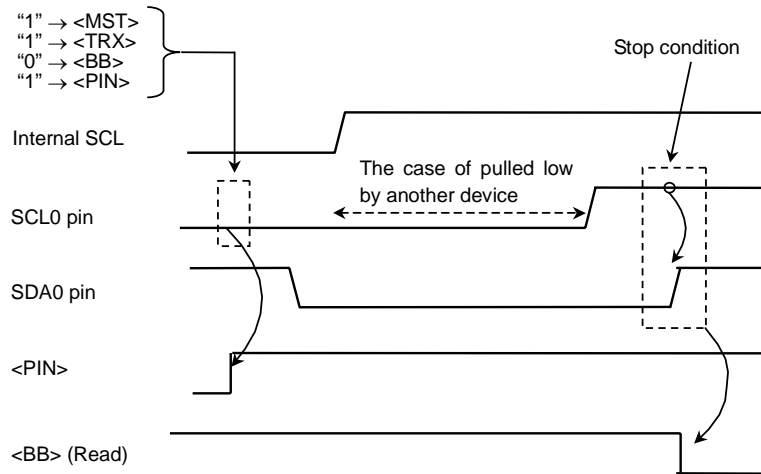 “1” → <MST>
“1” → <TRX>
“0” → <BB>
“1” → <PIN>
Stop condition
Internal SCL
The case of pulled low
by another device
SCL0 pin
SDA0 pin
<PIN>
<BB> (Read)